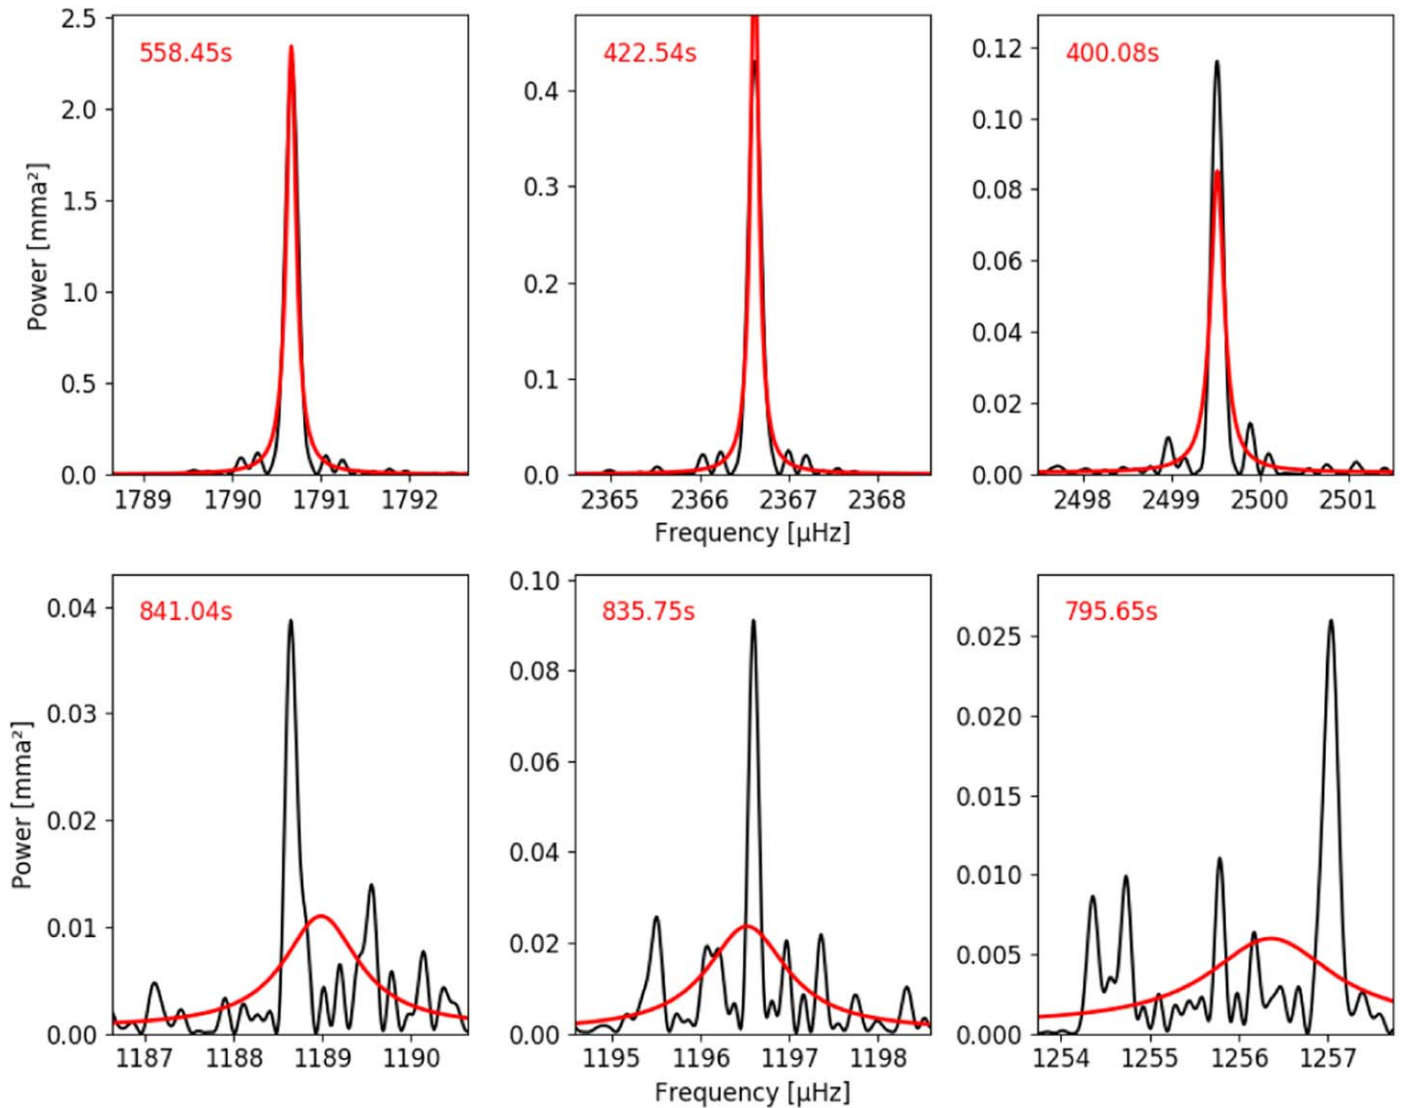 558.45s
422.54s
400.08s
Power [mma²]
2.5
2.0
1.5
1.0
0.5
0.0
1789 1790 1791 1792
0.4
0.3
0.2
0.1
0.0
2365 2366 2367 2368
0.12
0.10
0.08
0.06
0.04
0.02
0.00
2498 2499 2500 2501
Frequency [µHz]
841.04s
835.75s
795.65s
Power [mma²]
0.04
0.03
0.02
0.01
0.00
1187 1188 1189 1190
0.10
0.08
0.06
0.04
0.02
0.00
1195 1196 1197 1198
0.025
0.020
0.015
0.010
0.005
0.000
1254 1255 1256 1257
Frequency [µHz]